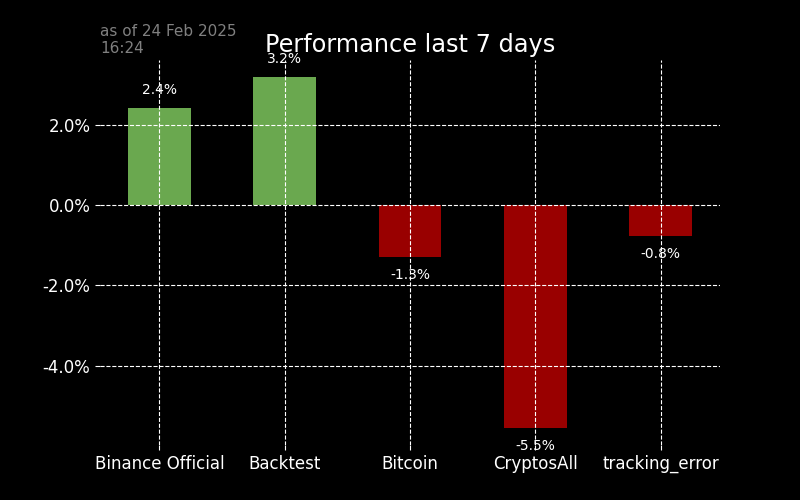 as of 24 Feb 2025
16:24
Performance last 7 days
3.2%
2.4%
2.0%
0.0%
-0.8%
-1.3%
-2.0%
-4.0%
-5.5%
Binance Official
Backtest
Bitcoin
CryptosAll
tracking_error